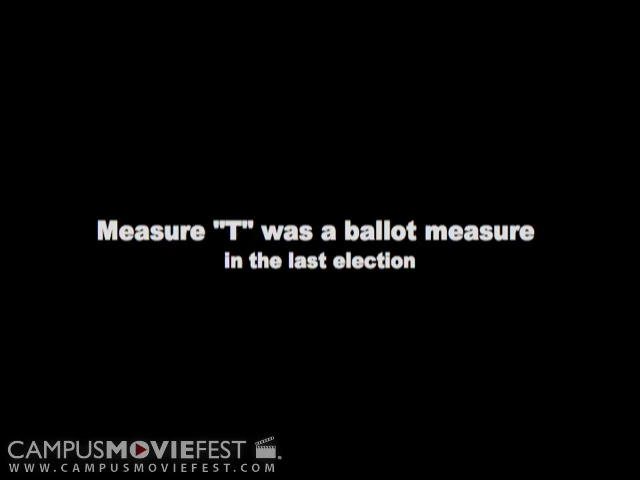 Measure "T" was a ballot measure
in the last election
CAMPUSMOVIEFEST
WWW.CAMPUSMOVIEFEST.COM